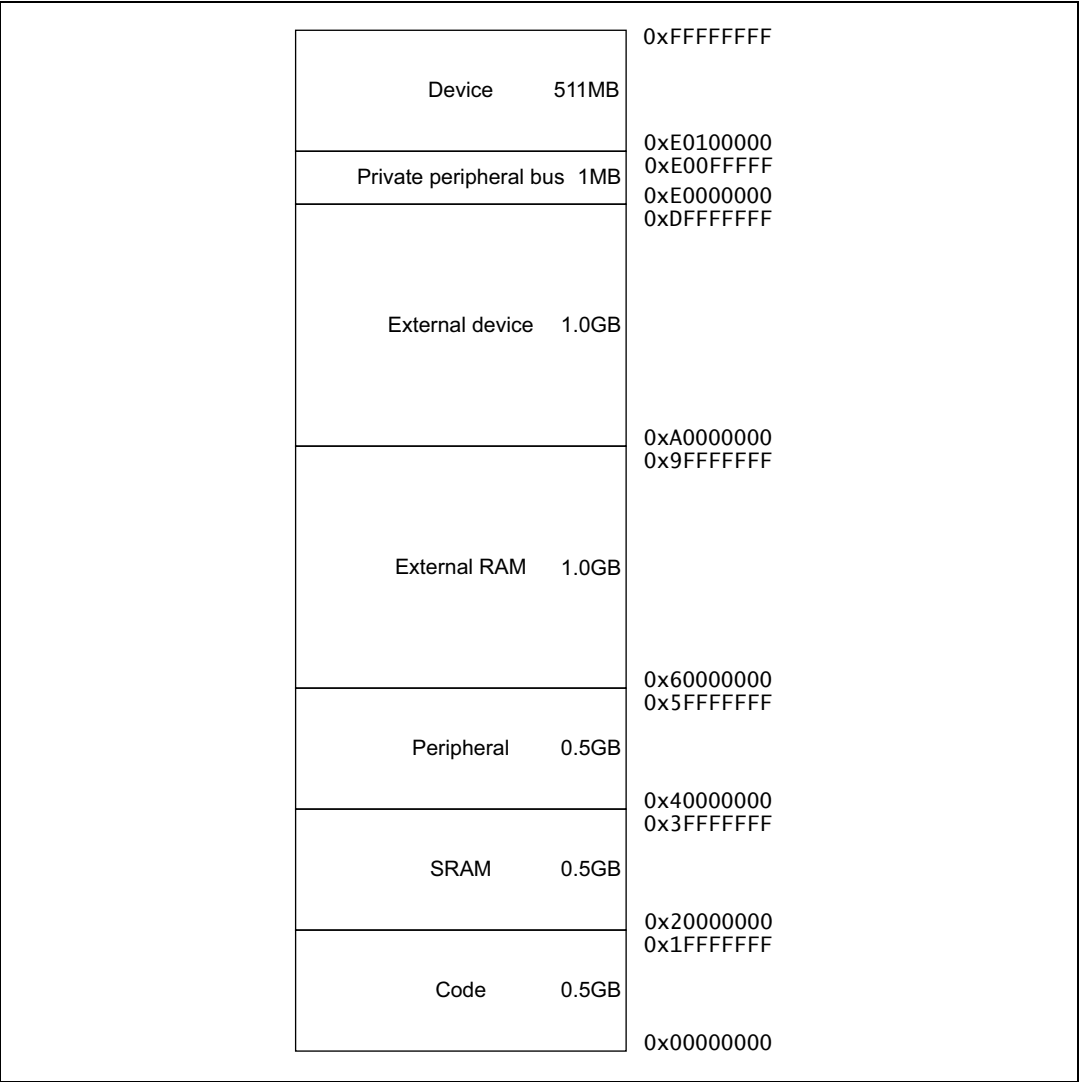 0xFFFFFFFF
Device 511MB
0xE0100000
0xE00FFFFF
Private peripheral bus 1MB
0xE0000000
0xDFFFFFFF
External device 1.0GB
0xA0000000
0x9FFFFFFF
External RAM 1.0GB
0x60000000
0x5FFFFFFF
Peripheral 0.5GB
0x40000000
0x3FFFFFFF
SRAM 0.5GB
0x20000000
0x1FFFFFFF
Code 0.5GB
0x00000000